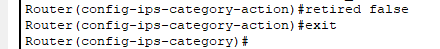 Router(config-ips-category-action)#retired false
Router(config-ips-category-action)#exit
Router(config-ips-category)#